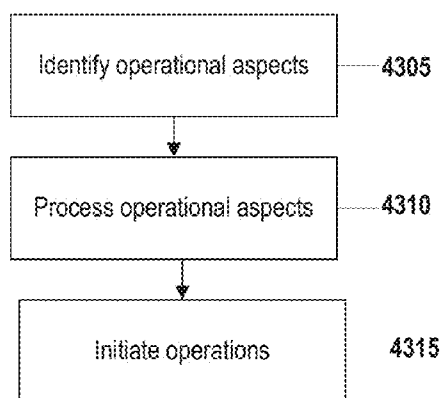 Identify operational aspects 4305
Process operational aspects 4310
Initiate operations 4315